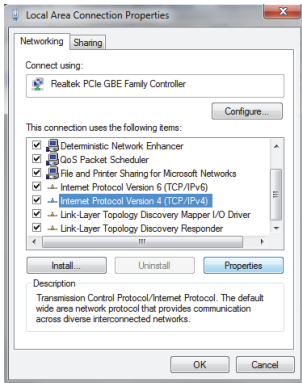 Local Area Connection Properties
Networking
Sharing
Connect using:
Realtek PCIe GBE Family Controller
Configure...
This connection uses the following items:
Deterministic Network Enhancer
QoS Packet Scheduler
File and Printer Sharing for Microsoft Networks
Internet Protocol Version 6 (TCP/IPv6)
Internet Protocol Version 4 (TCP/IPv4)
Link-Layer Topology Discovery Mapper I/O Driver
Link-Layer Topology Discovery Responder
Install...
Uninstall
Properties
Description
Transmission Control Protocol/Internet Protocol. The default
wide area network protocol that provides communication
across diverse interconnected networks.
OK
Cancel